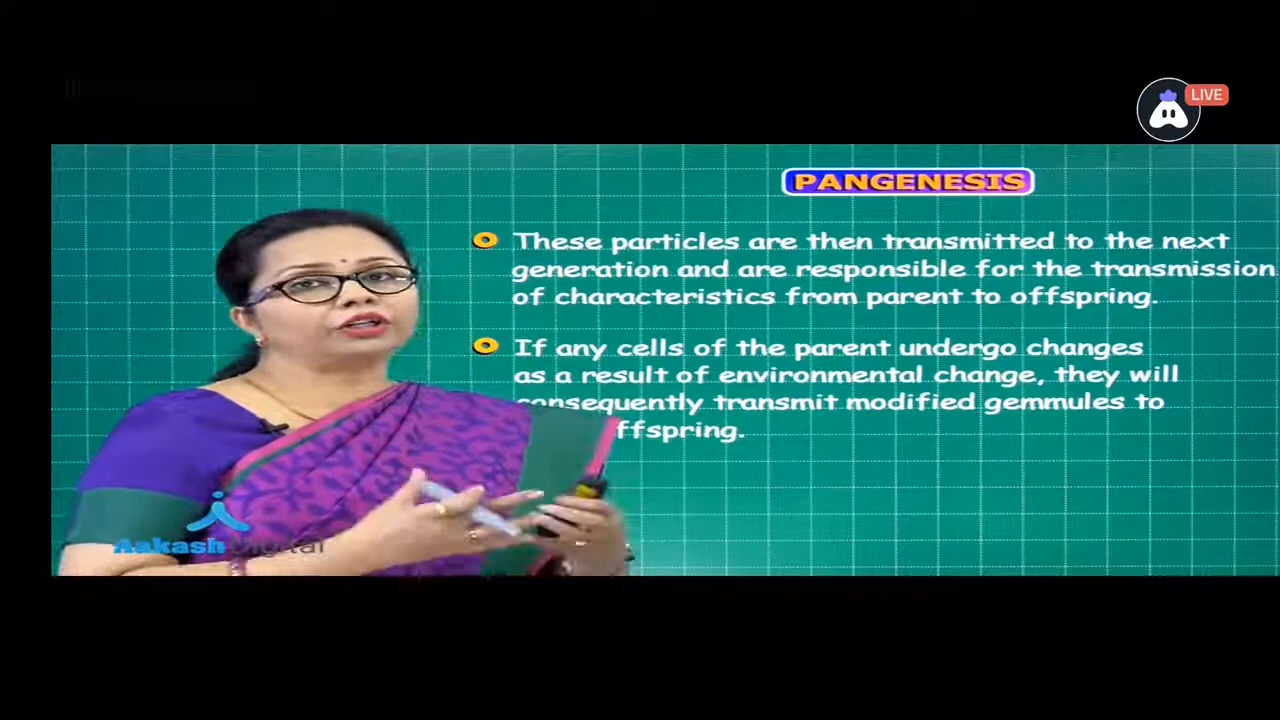 LIVE
PANGENESIS
These particles are then transmitted to the next
generation and are responsible for the transmission
of characteristics from parent to offspring.
If any cells of the parent undergo changes
as a result of environmental change, they will
consequently transmit modified gemmules to
ffspring.
Aakash Digital